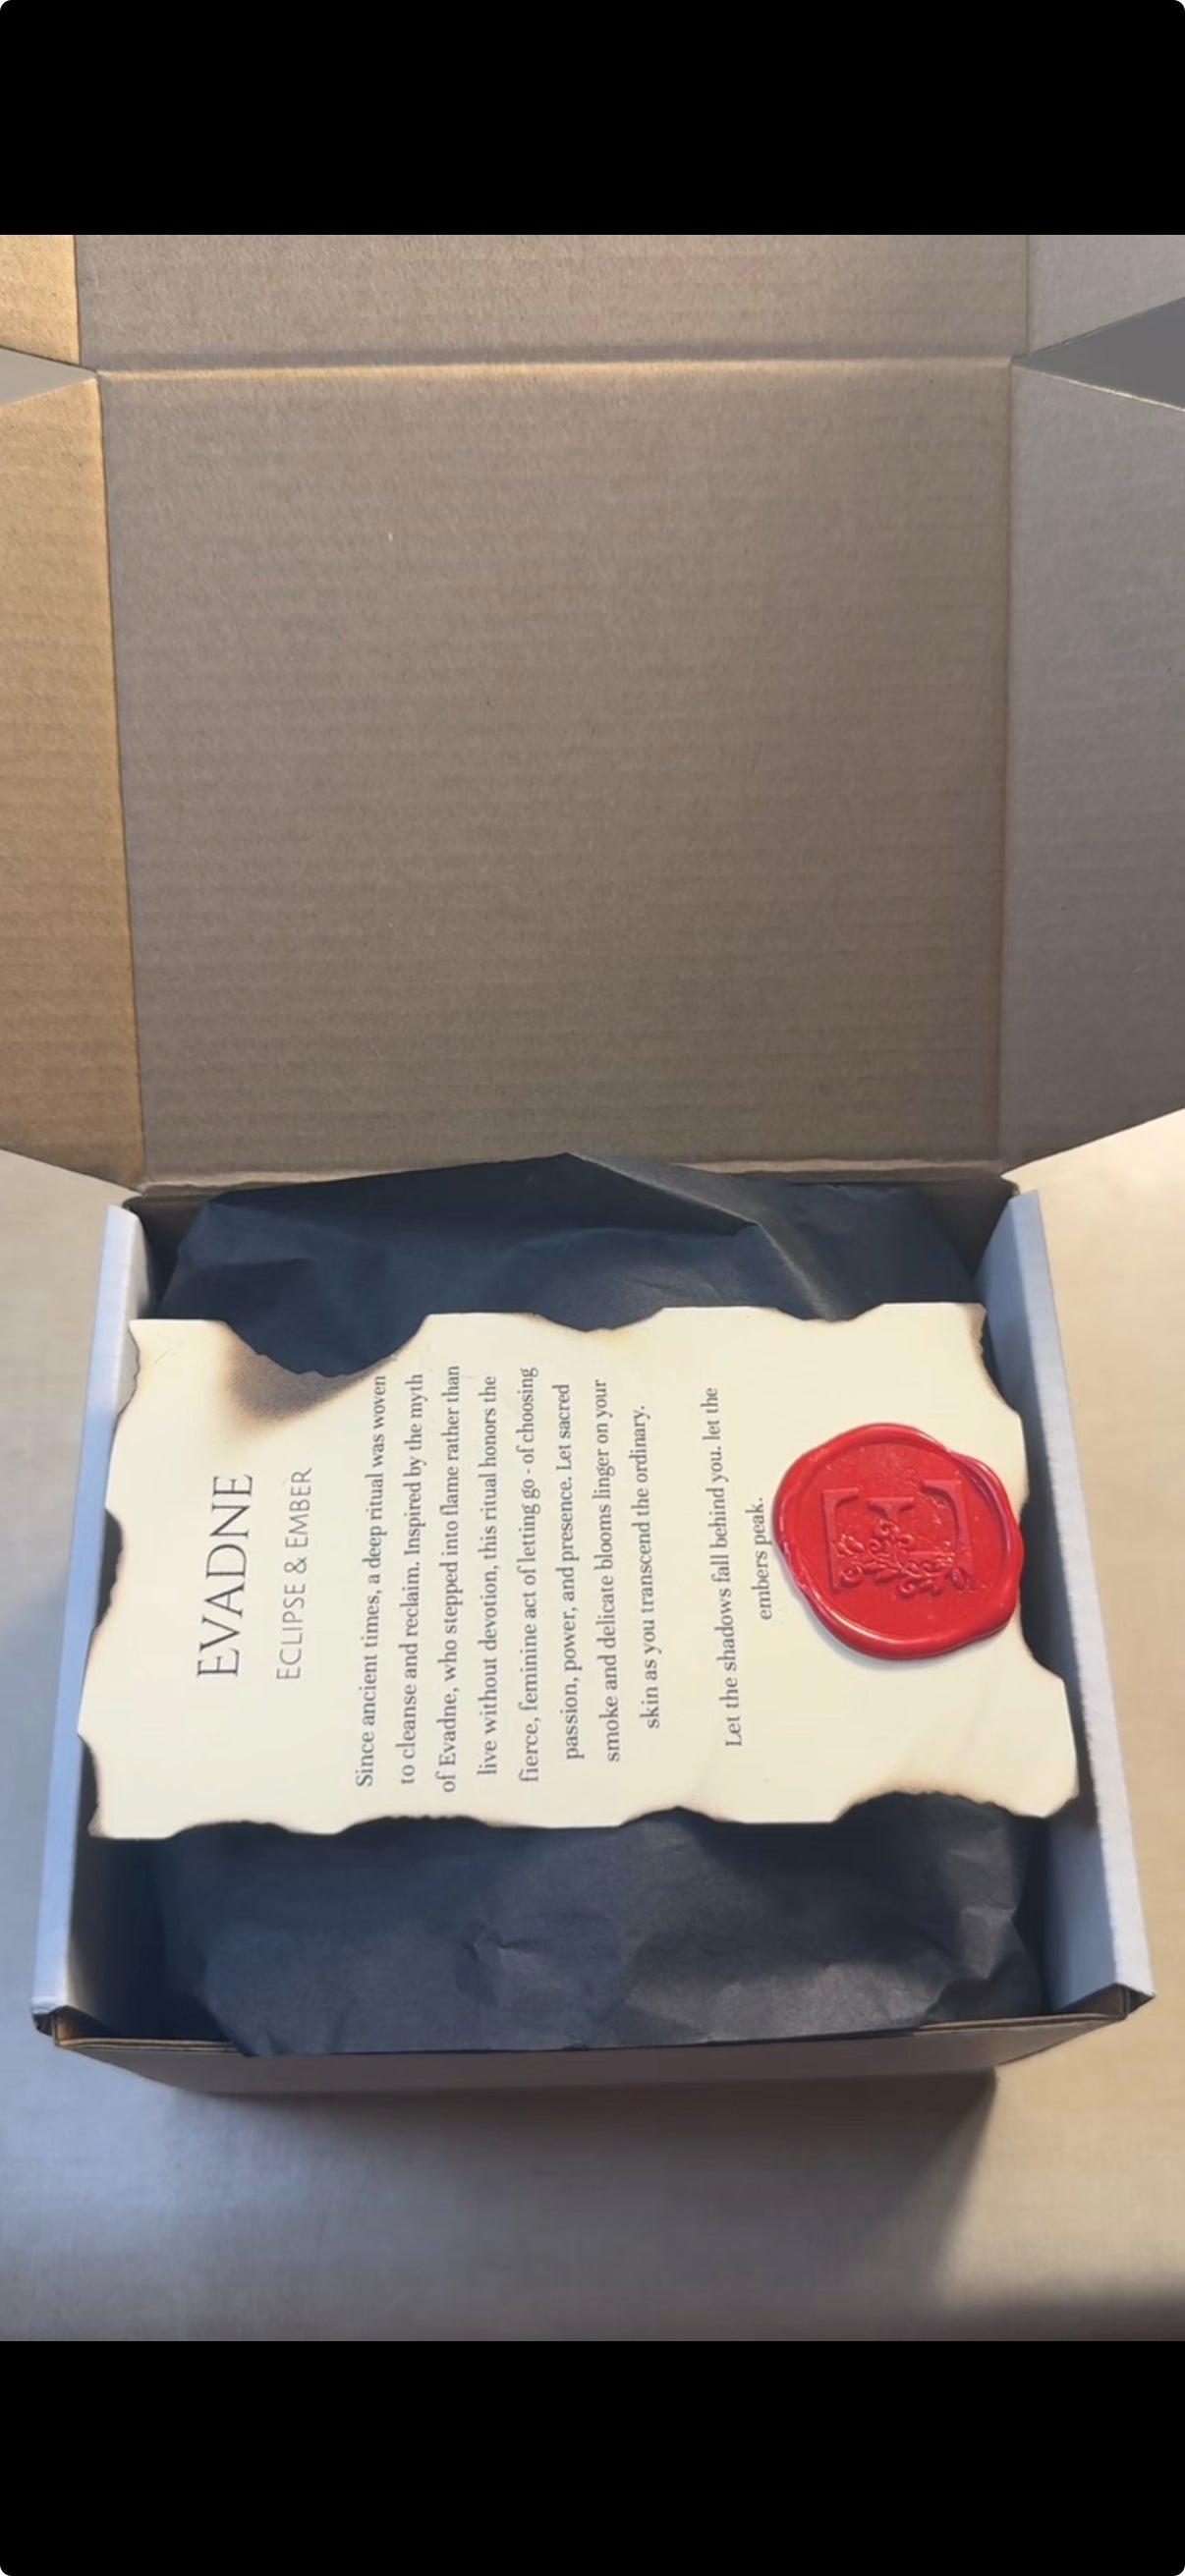 EVADNE
ECLIPSE & EMBER
Since ancient times, a deep ritual was woven
to cleanse and reclaim. Inspired by the myth
of Evadne, who stepped into flame rather than
live without devotion, this ritual honors the
fierce, feminine act of letting go - of choosing
passion, power, and presence. Let sacred
smoke and delicate blooms linger on your
skin as you transcend the ordinary.
Let the shadows fall behind you. let the
embers peak.
E